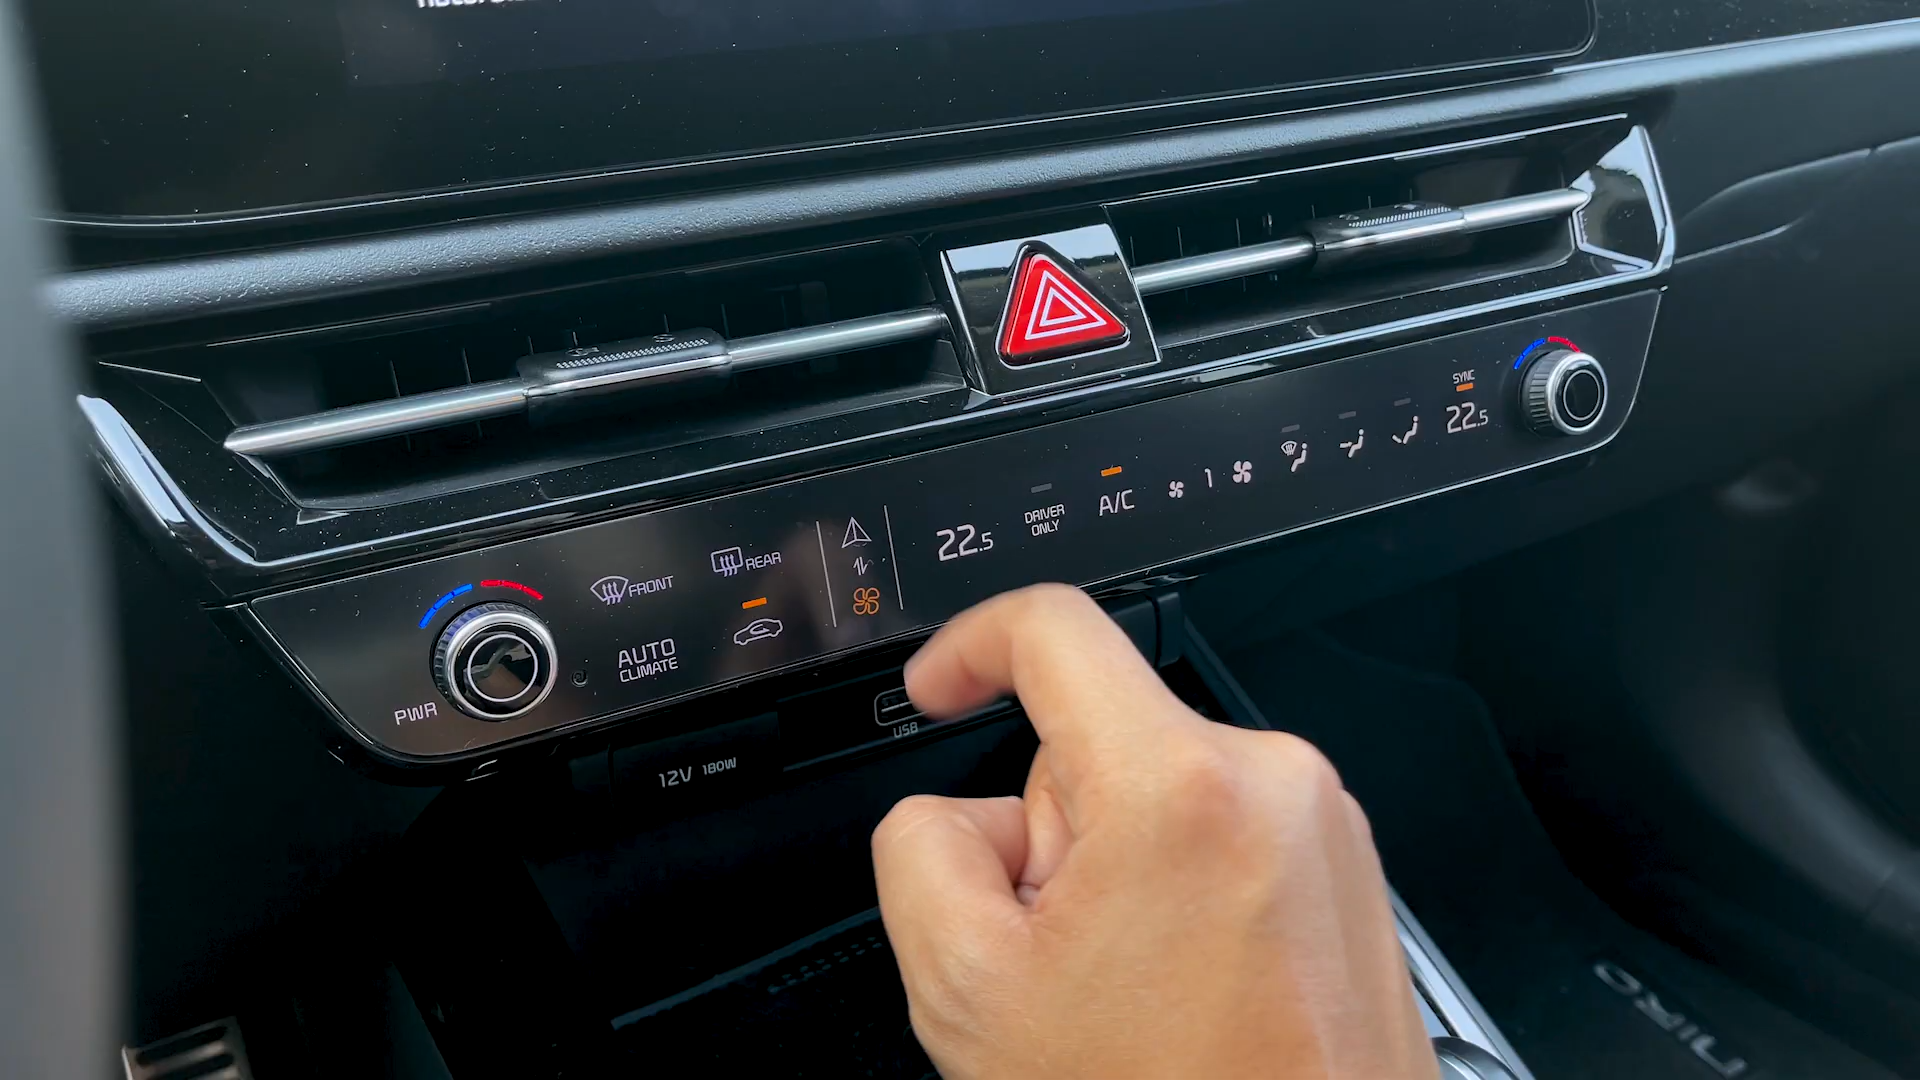 SYNC
22.5
A/C
1
DRIVER
ONLY
22.5
REAR
FRONT
AUTO
CLIMATE
PWR
USB
12V 180W
NIRO